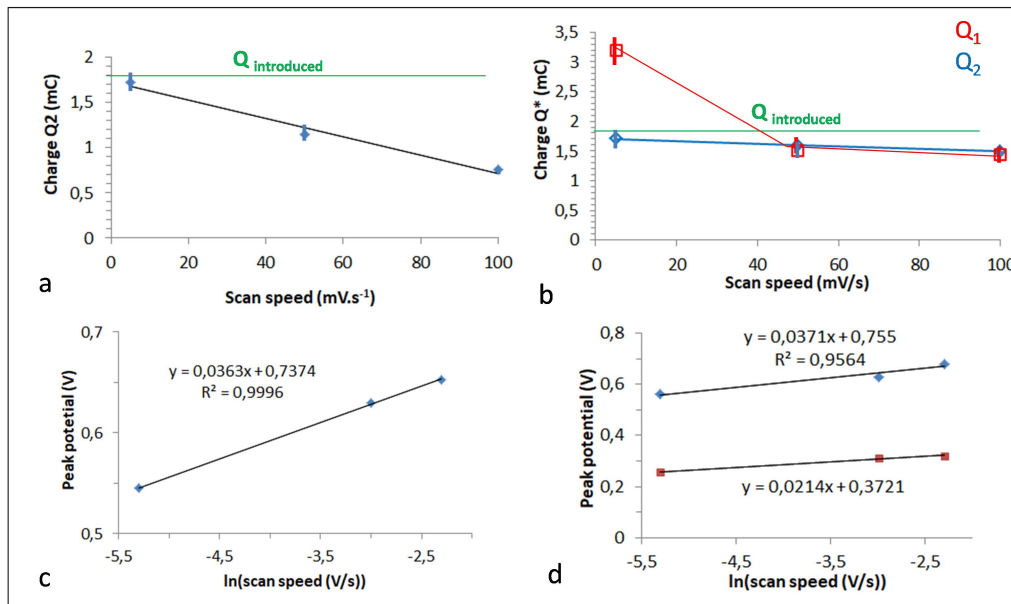 2
1,5
1
0,5
0
0
20
40
60
80
100
Charge Q2 (mC)
Q introduced
Scan speed (mV.s-1)
a
3,5
3
2,5
2
1,5
1
0,5
0
0
20
40
60
80
100
Charge Q* (mC)
Q1
Q2
Q introduced
Scan speed (mV/s)
b
0,7
0,6
0,5
-5,5
-4,5
-3,5
-2,5
Peak potetial (V)
y = 0,0363x + 0,7374
R² = 0,9996
ln(scan speed (V/s))
c
0,8
0,6
0,4
0,2
0
-5,5
-4,5
-3,5
-2,5
Peak potential (V)
y = 0,0371x + 0,755
R² = 0,9564
y = 0,0214x + 0,3721
ln(scan speed (V/s))
d